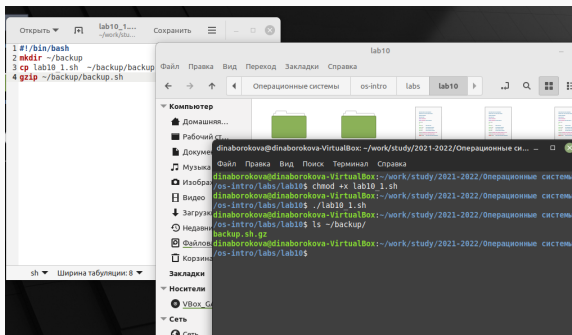 Открыть
lab10_1....
~/work/stu...
Сохранить
1 #!/bin/bash
2 mkdir ~/backup
3 cp lab10_1.sh ~/backup/backup
4 gzip ~/backup/backup.sh
sh
Ширина табуляции: 8
lab10
Файл Правка Вид Переход Закладки Справка
Операционные системы os-intro labs lab10
Компьютер
Домашняя...
Рабочий ст...
Докуме
Музыка
Изобра
Видео
Загрузк
Недавни
Файлов
Корзина
Закладки
Носители
VBox_G
Сеть
Сеть
dinaborokova@dinaborokova-VirtualBox: ~/work/study/2021-2022/Операционные си...
Файл Правка Вид Поиск Терминал Справка
dinaborokova@dinaborokova-VirtualBox:~/work/study/2021-2022/Операционные системы
/os-intro/labs/lab10$ chmod +x lab10_1.sh
dinaborokova@dinaborokova-VirtualBox:~/work/study/2021-2022/Операционные системы
/os-intro/labs/lab10$ ./lab10_1.sh
dinaborokova@dinaborokova-VirtualBox:~/work/study/2021-2022/Операционные системы
/os-intro/labs/lab10$ ls ~/backup/
backup.sh.gz
dinaborokova@dinaborokova-VirtualBox:~/work/study/2021-2022/Операционные системы
/os-intro/labs/lab10$